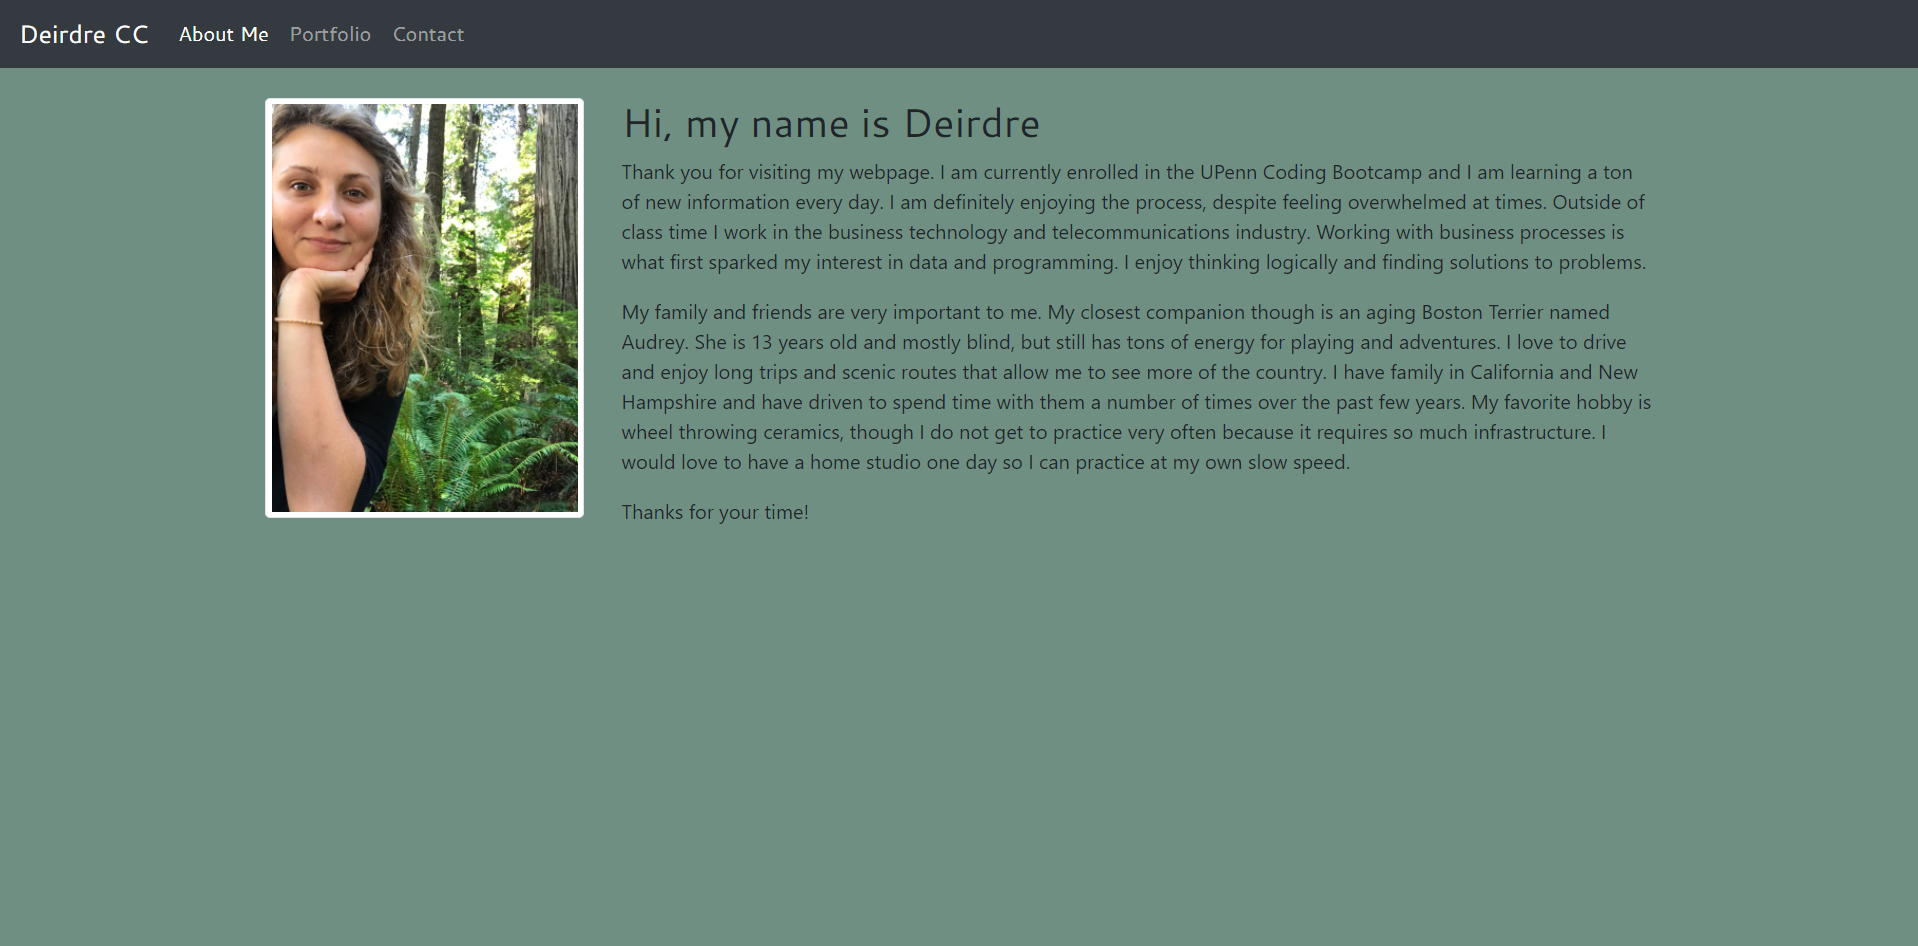 Deirdre CC About Me Portfolio Contact
Hi, my name is Deirdre
Thank you for visiting my webpage. I am currently enrolled in the UPenn Coding Bootcamp and I am learning a ton
of new information every day. I am definitely enjoying the process, despite feeling overwhelmed at times. Outside of
class time I work in the business technology and telecommunications industry. Working with business processes is
what first sparked my interest in data and programming. I enjoy thinking logically and finding solutions to problems.
My family and friends are very important to me. My closest companion though is an aging Boston Terrier named
Audrey. She is 13 years old and mostly blind, but still has tons of energy for playing and adventures. I love to drive
and enjoy long trips and scenic routes that allow me to see more of the country. I have family in California and New
Hampshire and have driven to spend time with them a number of times over the past few years. My favorite hobby is
wheel throwing ceramics, though I do not get to practice very often because it requires so much infrastructure. I
would love to have a home studio one day so I can practice at my own slow speed.
Thanks for your time!